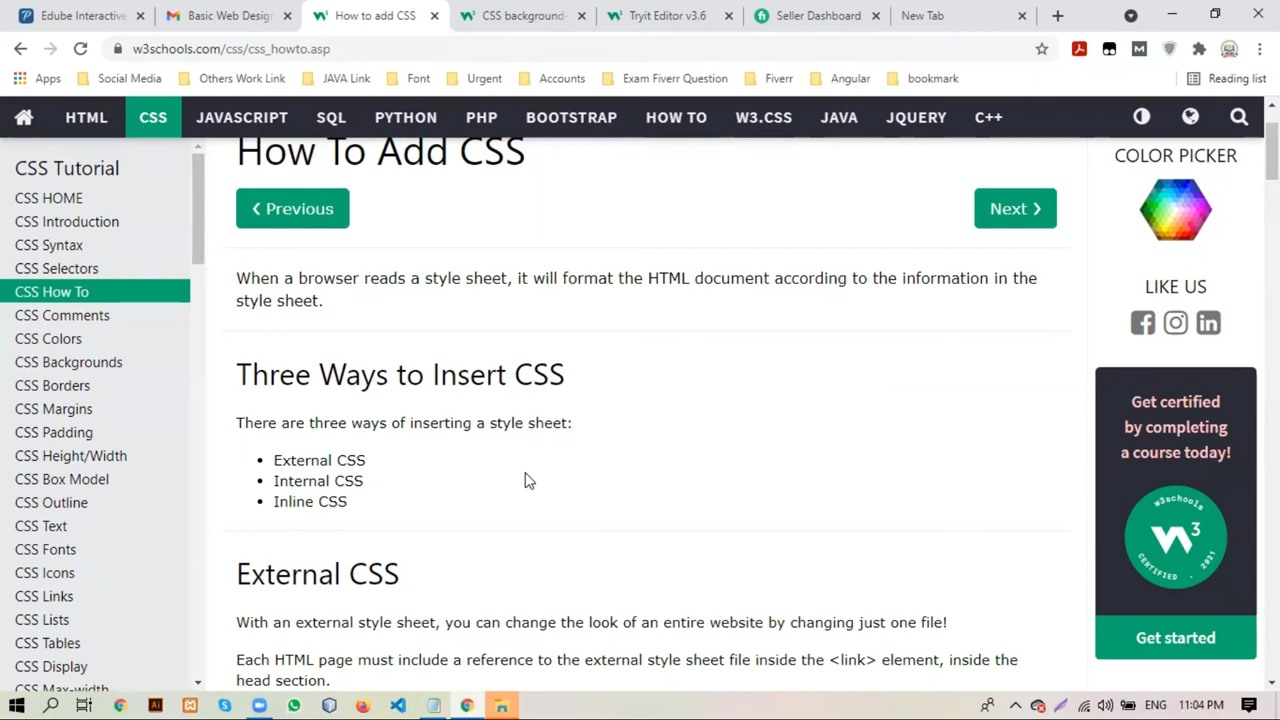 Edube Interactive
Basic Web Desig
How to add CSS
CSS background-
Tryit Editor v3.6
Seller Dashboard
New Tab
w3schools.com/css/css_howto.asp
Apps
Social Media
Others Work Link
JAVA Link
Font
Urgent
Accounts
Exam Fiverr Question
Fiverr
Angular
bookmark
Reading list
HTML
CSS
JAVASCRIPT
SQL
PYTHON
PHP
BOOTSTRAP
HOW TO
W3.CSS
JAVA
JQUERY
C++
CSS Tutorial
CSS HOME
CSS Introduction
CSS Syntax
CSS Selectors
CSS How To
CSS Comments
CSS Colors
CSS Backgrounds
CSS Borders
CSS Margins
CSS Padding
CSS Height/Width
CSS Box Model
CSS Outline
CSS Text
CSS Fonts
CSS Icons
CSS Links
CSS Lists
CSS Tables
CSS Display
CSS Max-width
How To Add CSS
❮ Previous
Next ❯
When a browser reads a style sheet, it will format the HTML document according to the information in the
style sheet.
Three Ways to Insert CSS
There are three ways of inserting a style sheet:
• External CSS
• Internal CSS
• Inline CSS
External CSS
With an external style sheet, you can change the look of an entire website by changing just one file!
Each HTML page must include a reference to the external style sheet file inside the <link> element, inside the
head section.
COLOR PICKER
LIKE US
Get certified
by completing
a course today!
w3schools
W3
CERTIFIED . 2021
Get started
ENG
11:04 PM